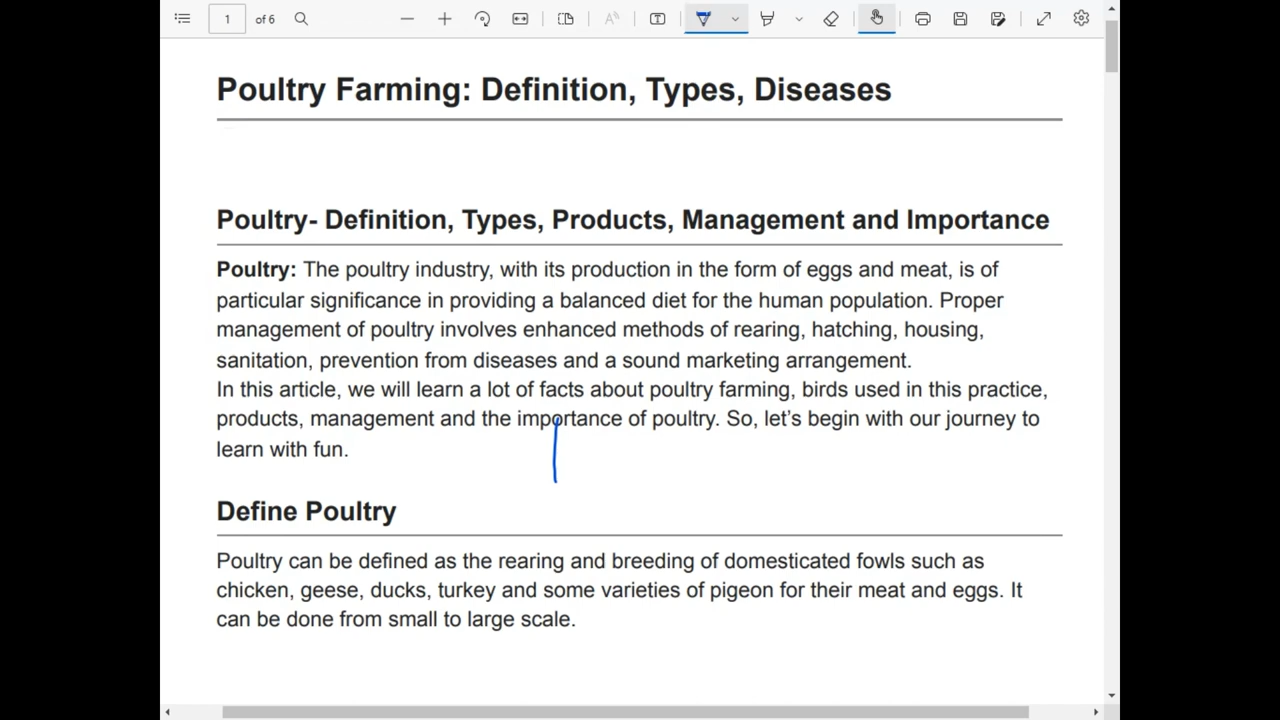 1 of 6
Poultry Farming: Definition, Types, Diseases
Poultry- Definition, Types, Products, Management and Importance
Poultry: The poultry industry, with its production in the form of eggs and meat, is of
particular significance in providing a balanced diet for the human population. Proper
management of poultry involves enhanced methods of rearing, hatching, housing,
sanitation, prevention from diseases and a sound marketing arrangement.
In this article, we will learn a lot of facts about poultry farming, birds used in this practice,
products, management and the importance of poultry. So, let’s begin with our journey to
learn with fun.
Define Poultry
Poultry can be defined as the rearing and breeding of domesticated fowls such as
chicken, geese, ducks, turkey and some varieties of pigeon for their meat and eggs. It
can be done from small to large scale.